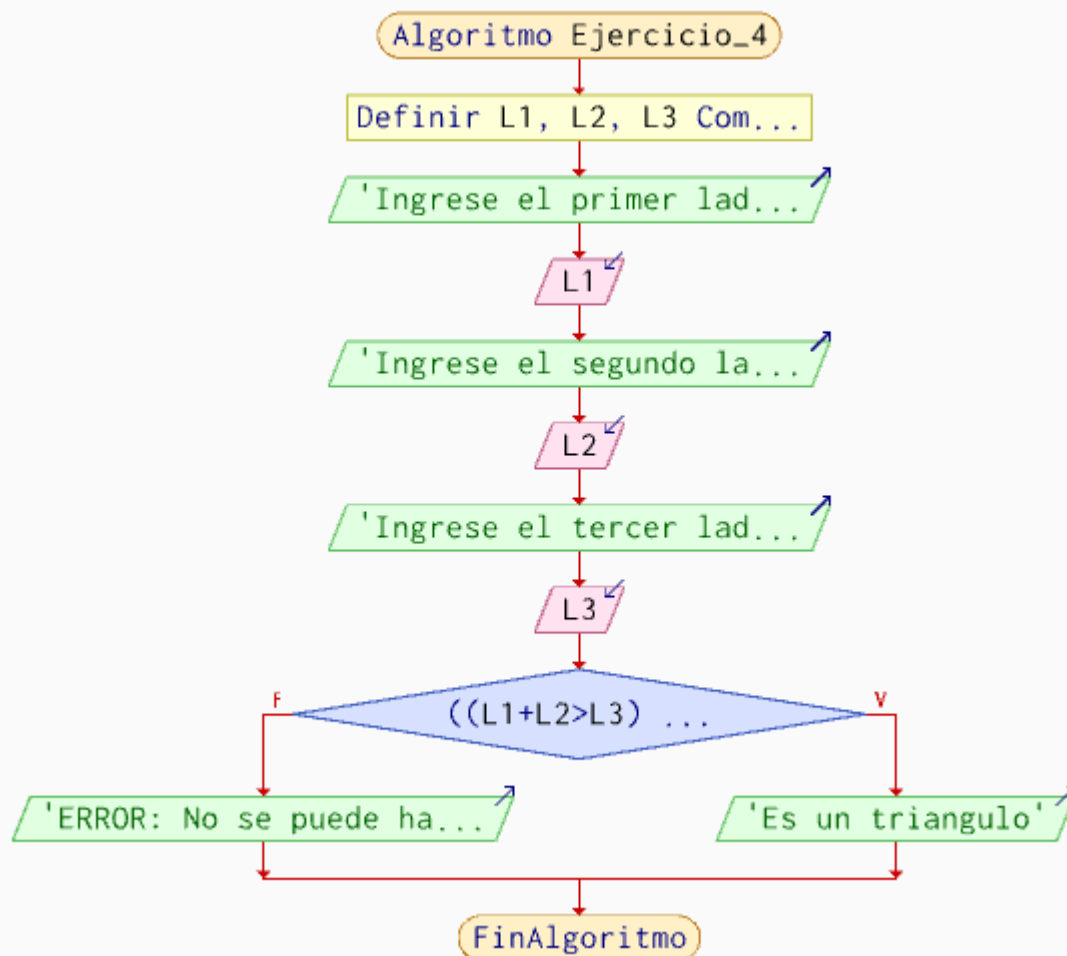 Algoritmo Ejercicio_4
Definir L1, L2, L3 Com...
'Ingrese el primer lad...
L1
'Ingrese el segundo la...
L2
'Ingrese el tercer lad...
L3
F
((L1+L2>L3) ...
V
'ERROR: No se puede ha...
'Es un triangulo'
FinAlgoritmo